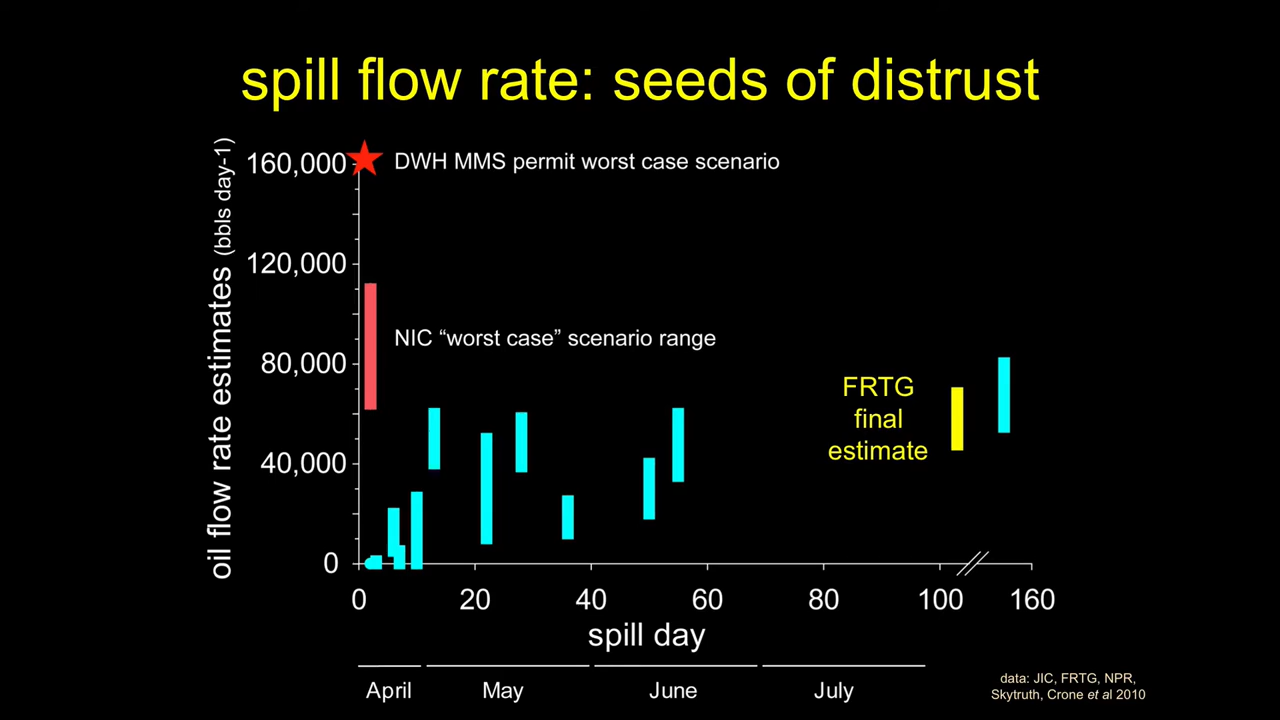 spill flow rate: seeds of distrust
oil flow rate estimates (bbls day-1)
160,000
DWH MMS permit worst case scenario
120,000
NIC “worst case” scenario range
80,000
FRTG
final
estimate
40,000
0
0 20 40 60 80 100 160
spill day
April May June July
data: JIC, FRTG, NPR,
Skytruth, Crone et al 2010